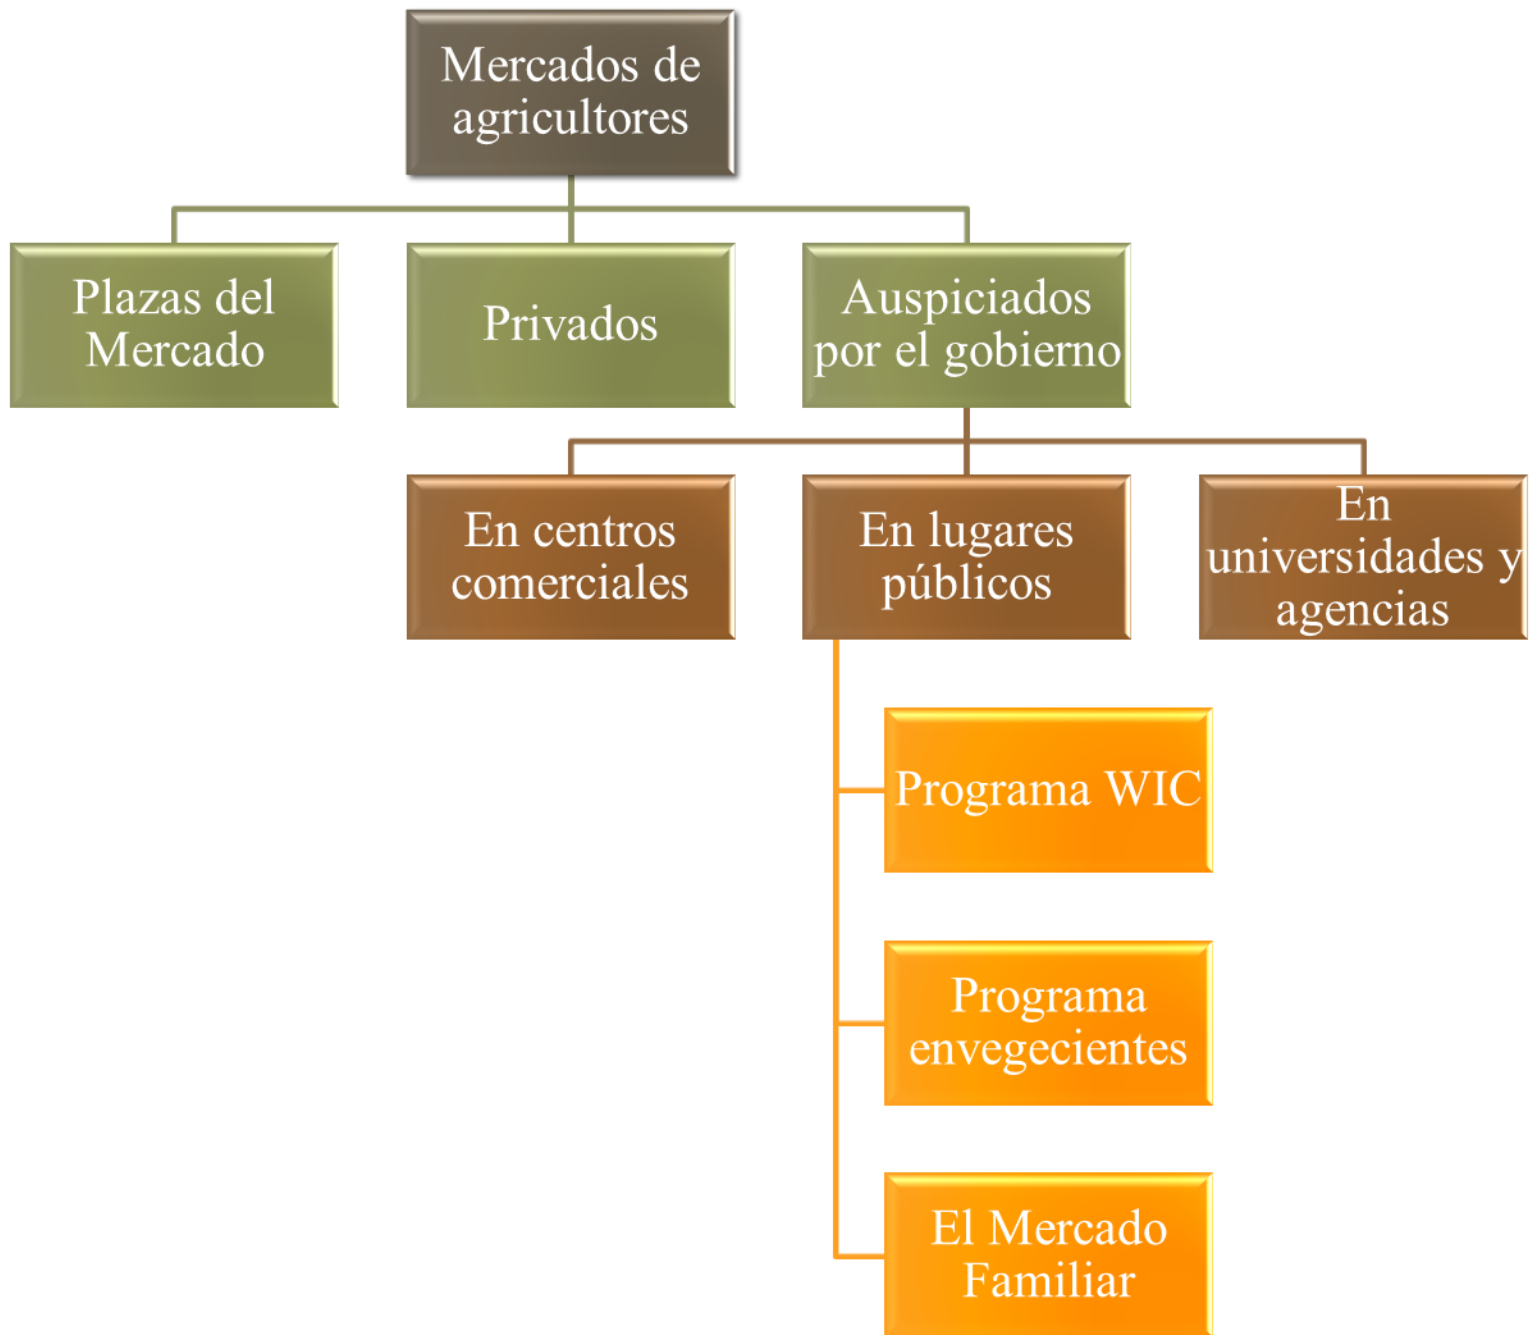 Mercados de
agricultores
Plazas del
Mercado
Privados
Auspiciados
por el gobierno
En centros
comerciales
En lugares
públicos
En
universidades y
agencias
Programa WIC
Programa
envegecientes
El Mercado
Familiar